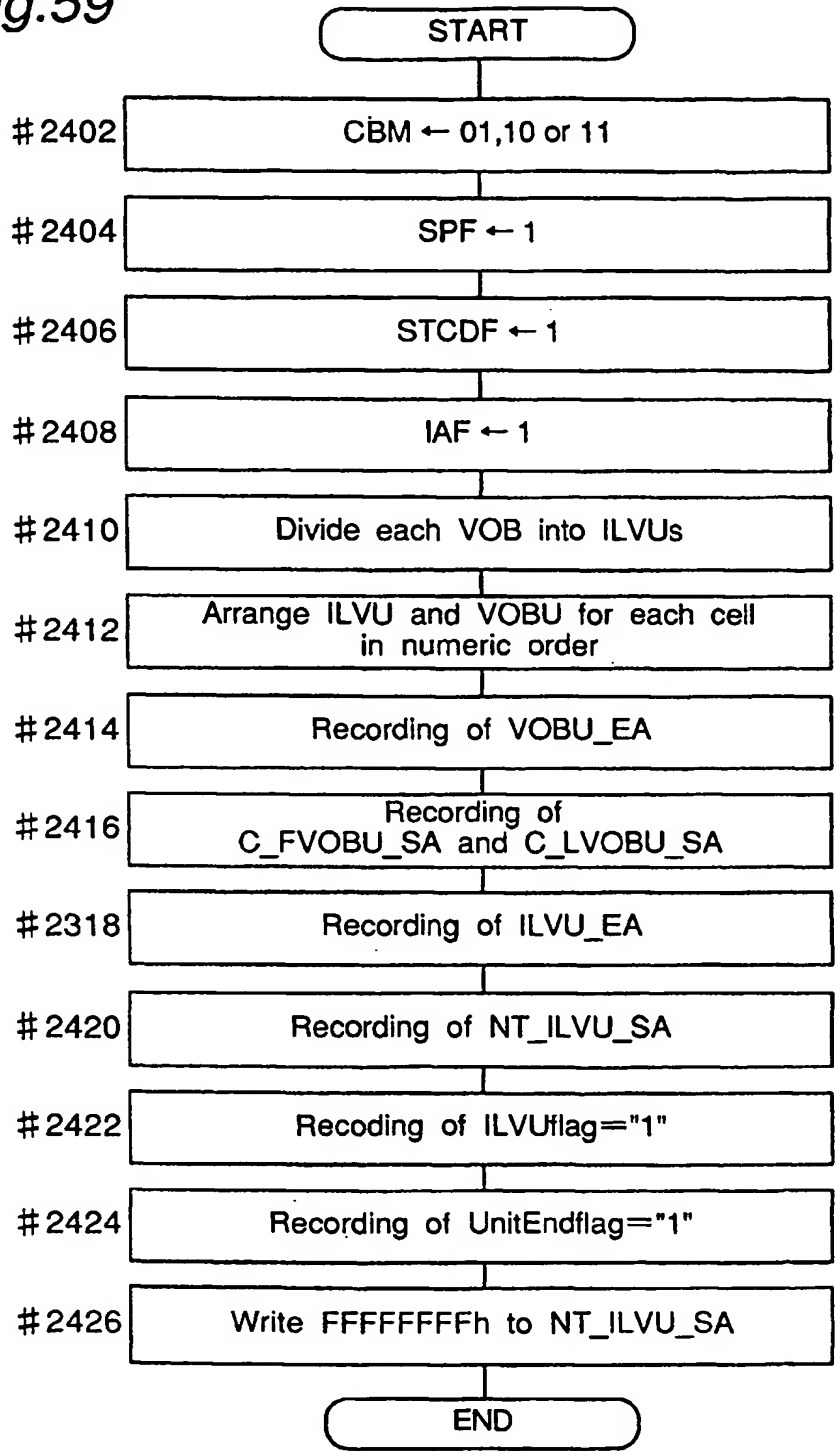 g.59
START
#2402
CBM ← 01,10 or 11
#2404
SPF ← 1
#2406
STCDF ← 1
#2408
IAF ← 1
#2410
Divide each VOB into ILVUs
#2412
Arrange ILVU and VOBU for each cell
in numeric order
#2414
Recording of VOBU_EA
#2416
Recording of
C_FVOBU_SA and C_LVOBU_SA
#2318
Recording of ILVU_EA
#2420
Recording of NT_ILVU_SA
#2422
Recoding of ILVUflag="1"
#2424
Recording of UnitEndflag="1"
#2426
Write FFFFFFFFh to NT_ILVU_SA
END